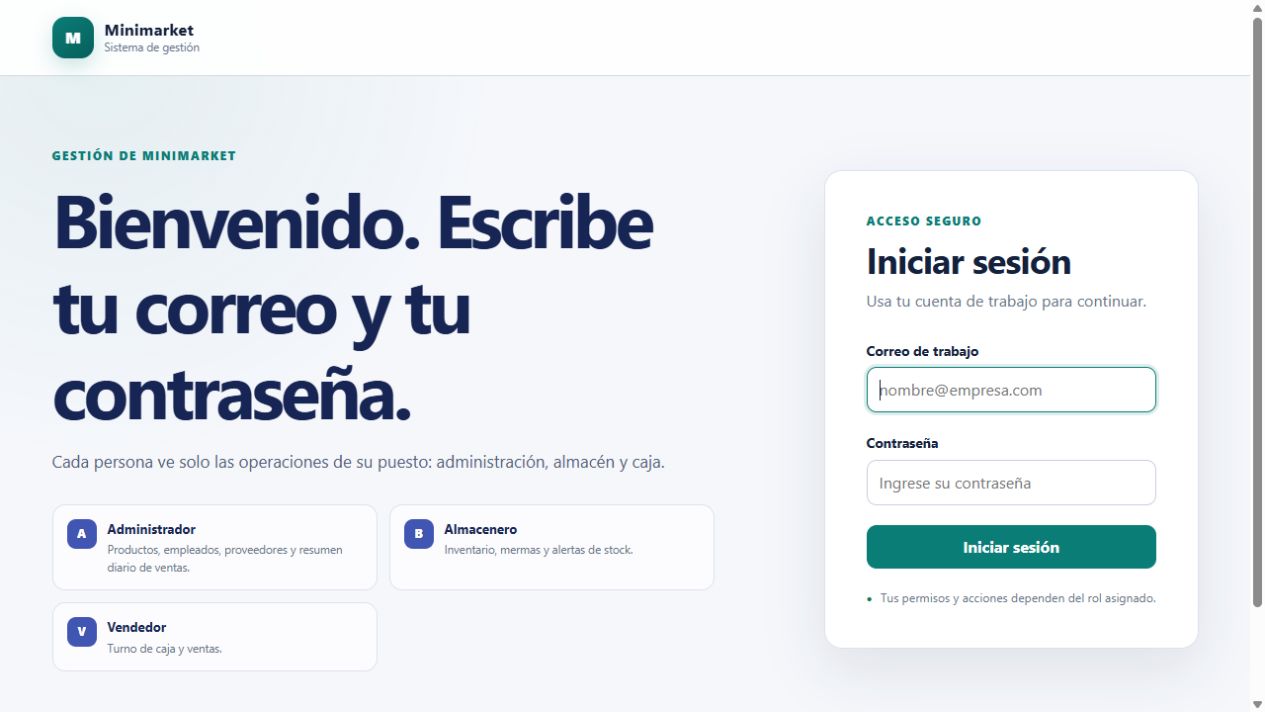 M
Minimarket
Sistema de gestión
GESTIÓN DE MINIMARKET
Bienvenido. Escribe
tu correo y tu
contraseña.
Cada persona ve solo las operaciones de su puesto: administración, almacén y caja.
A
Administrador
Productos, empleados, proveedores y resumen
diario de ventas.
B
Almacenero
Inventario, mermas y alertas de stock.
V
Vendedor
Turno de caja y ventas.
ACCESO SEGURO
Iniciar sesión
Usa tu cuenta de trabajo para continuar.
Correo de trabajo
nombre@empresa.com
Contraseña
Ingrese su contraseña
Iniciar sesión
• Tus permisos y acciones dependen del rol asignado.